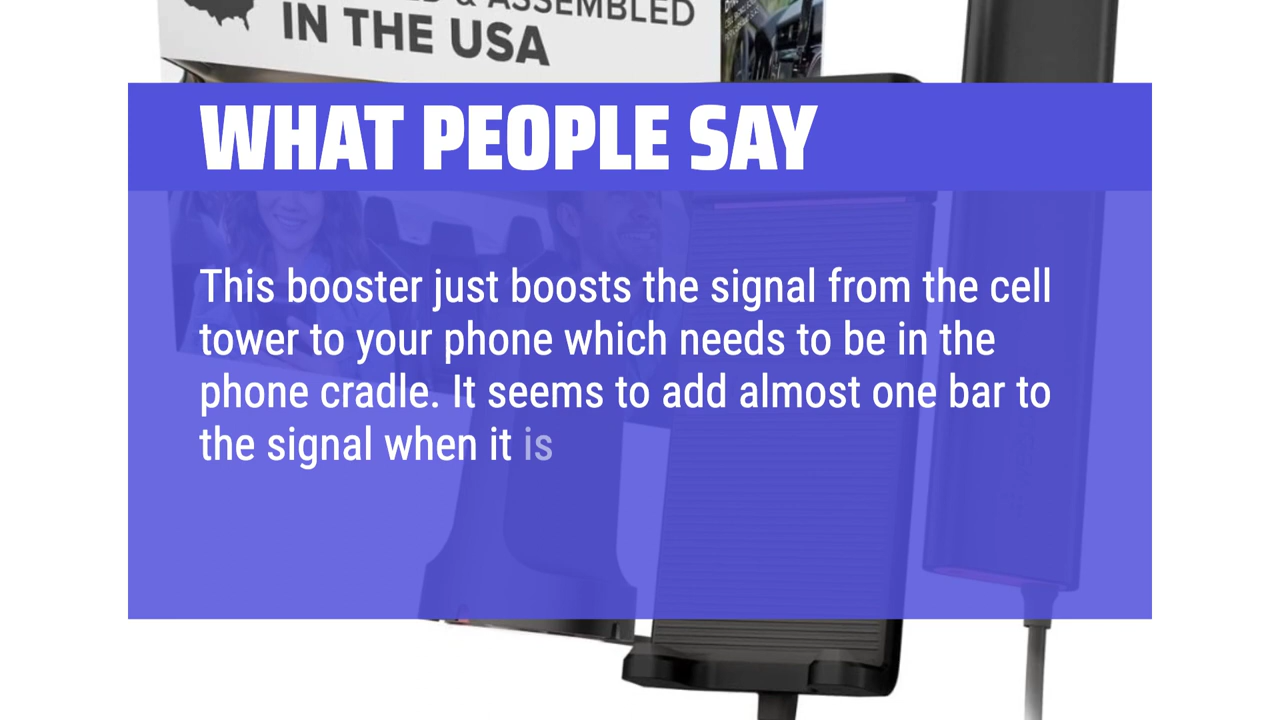 & ASSEMBLED
IN THE USA
WHAT PEOPLE SAY
This booster just boosts the signal from the cell
tower to your phone which needs to be in the
phone cradle. It seems to add almost one bar to
the signal when it is